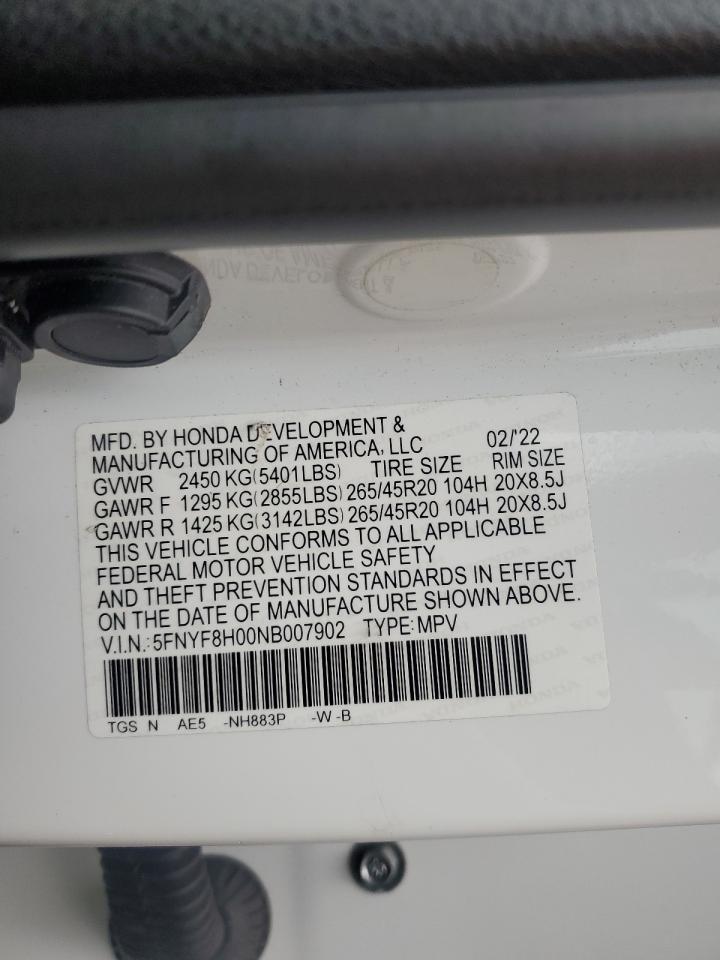 MFD. BY HONDA DEVELOPMENT &
MANUFACTURING OF AMERICA, LLC 02/'22
GVWR 2450 KG(5401LBS) TIRE SIZE RIM SIZE
GAWR F 1295 KG(2855LBS) 265/45R20 104H 20X8.5J
GAWR R 1425 KG(3142LBS) 265/45R20 104H 20X8.5J
THIS VEHICLE CONFORMS TO ALL APPLICABLE
FEDERAL MOTOR VEHICLE SAFETY
AND THEFT PREVENTION STANDARDS IN EFFECT
ON THE DATE OF MANUFACTURE SHOWN ABOVE.
V.I.N.: 5FNYF8H00NB007902 TYPE: MPV
TGS N AE5 -NH883P -W -B